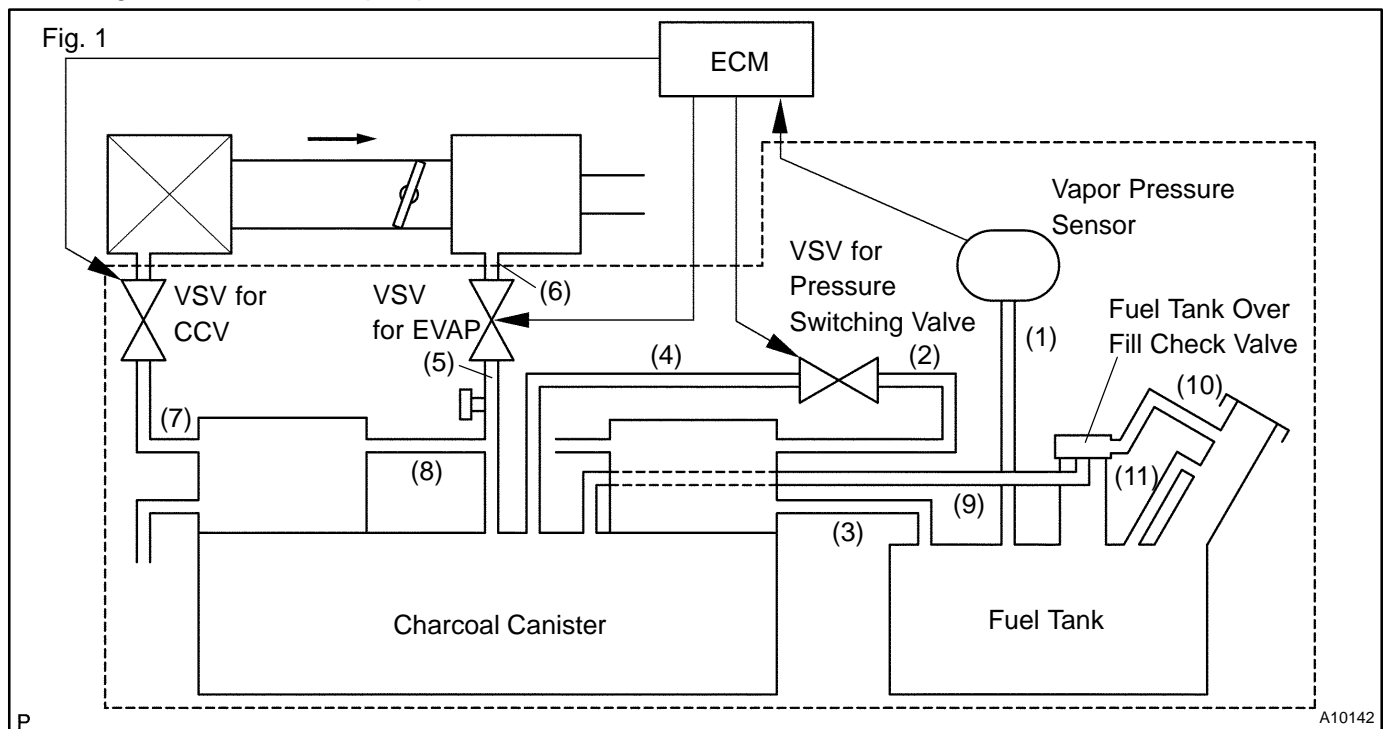 Fig. 1
ECM
Vapor Pressure
Sensor
VSV for
CCV
VSV
for EVAP
(6)
VSV for
Pressure
Switching Valve
Fuel Tank Over
Fill Check Valve
(1)
(2)
(4)
(5)
(10)
(7)
(8)
(11)
(9)
(3)
Charcoal Canister
Fuel Tank
P
A10142